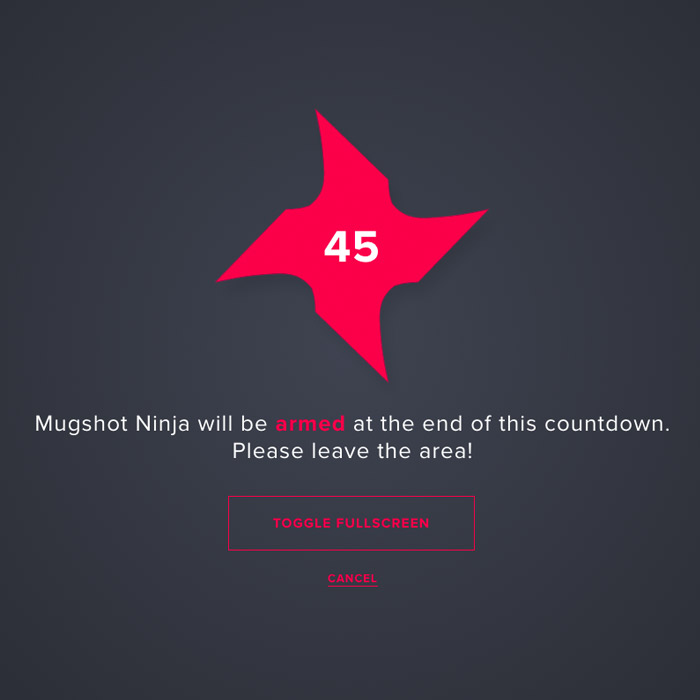 45
Mugshot Ninja will be armed at the end of this countdown.
Please leave the area!
TOGGLE FULLSCREEN
CANCEL